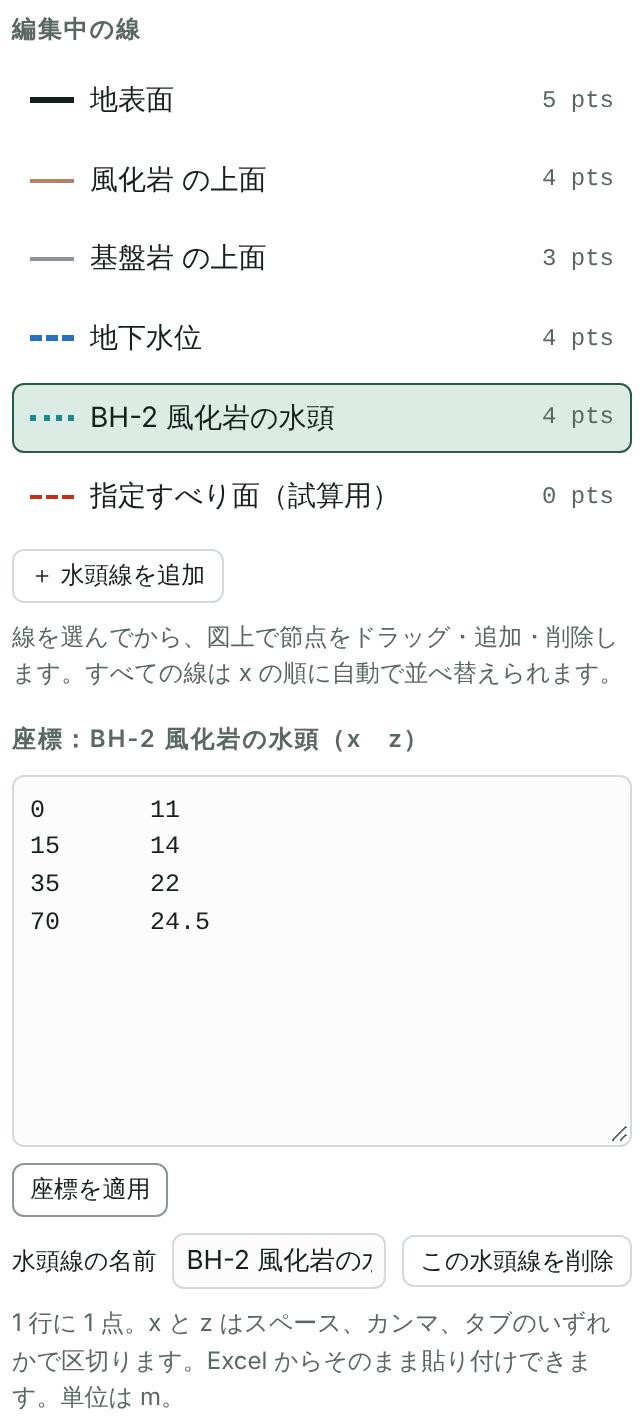 編集中の線
地表面 5 pts
風化岩 の上面 4 pts
基盤岩 の上面 3 pts
地下水位 4 pts
BH-2 風化岩の水頭 4 pts
指定すべり面（試算用） 0 pts
＋ 水頭線を追加
線を選んでから、図上で節点をドラッグ・追加・削除し
ます。すべての線は x の順に自動で並べ替えられます。
座標：BH-2 風化岩の水頭（x　z）
0 11
15 14
35 22
70 24.5
座標を適用
水頭線の名前 BH-2 風化岩の この水頭線を削除
1 行に 1 点。x と z はスペース、カンマ、タブのいずれ
かで区切ります。Excel からそのまま貼り付けできま
す。単位は m。